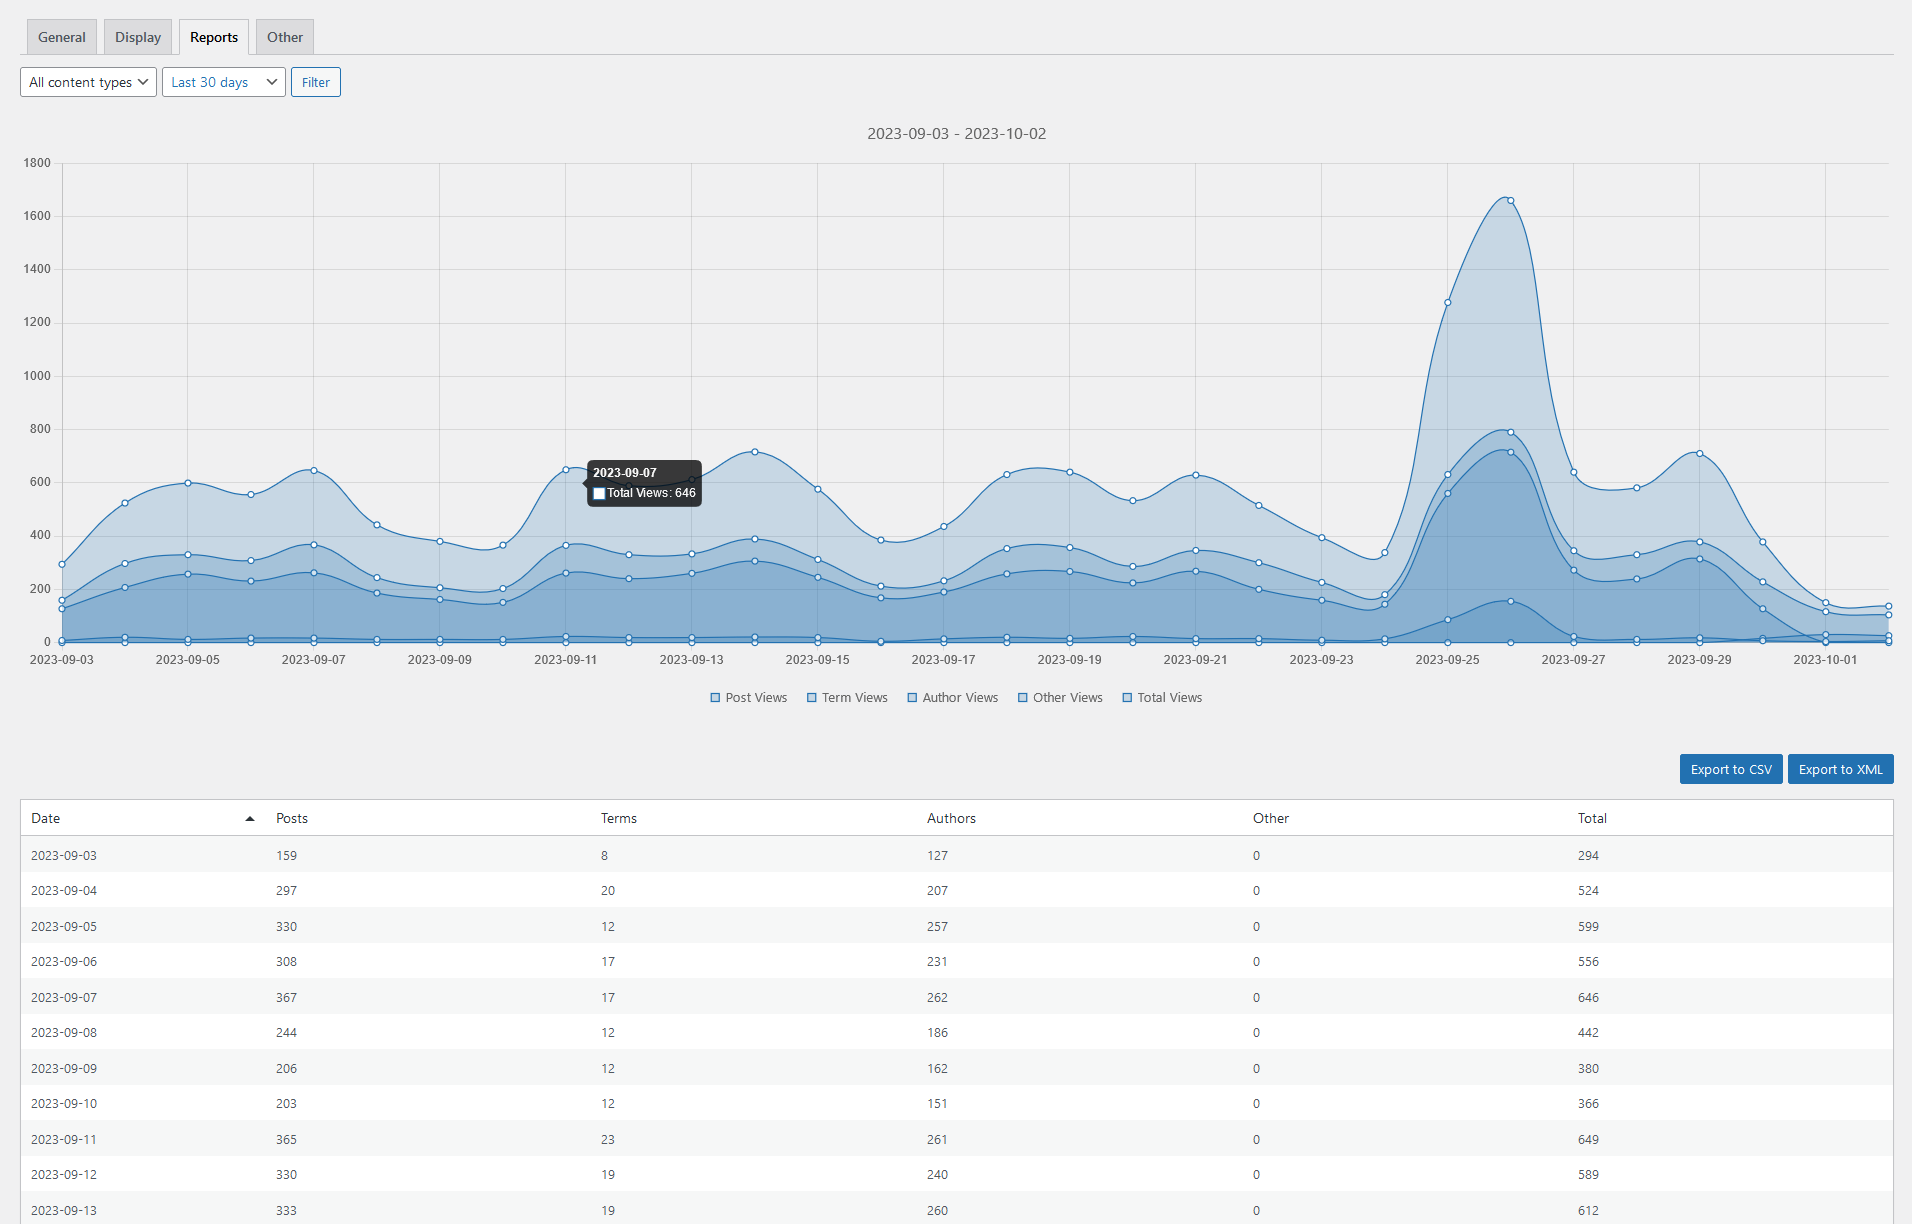 General Display Reports Other
All content types Last 30 days Filter
2023-09-03 - 2023-10-02
1800
1600
1400
1200
1000
800
600
400
200
0
2023-09-07
Total Views: 646
2023-09-03 2023-09-05 2023-09-07 2023-09-09 2023-09-11 2023-09-13 2023-09-15 2023-09-17 2023-09-19 2023-09-21 2023-09-23 2023-09-25 2023-09-27 2023-09-29 2023-10-01
Post Views Term Views Author Views Other Views Total Views
Export to CSV Export to XML
Date Posts Terms Authors Other Total
2023-09-03 159 8 127 0 294
2023-09-04 297 20 207 0 524
2023-09-05 330 12 257 0 599
2023-09-06 308 17 231 0 556
2023-09-07 367 17 262 0 646
2023-09-08 244 12 186 0 442
2023-09-09 206 12 162 0 380
2023-09-10 203 12 151 0 366
2023-09-11 365 23 261 0 649
2023-09-12 330 19 240 0 589
2023-09-13 333 19 260 0 612